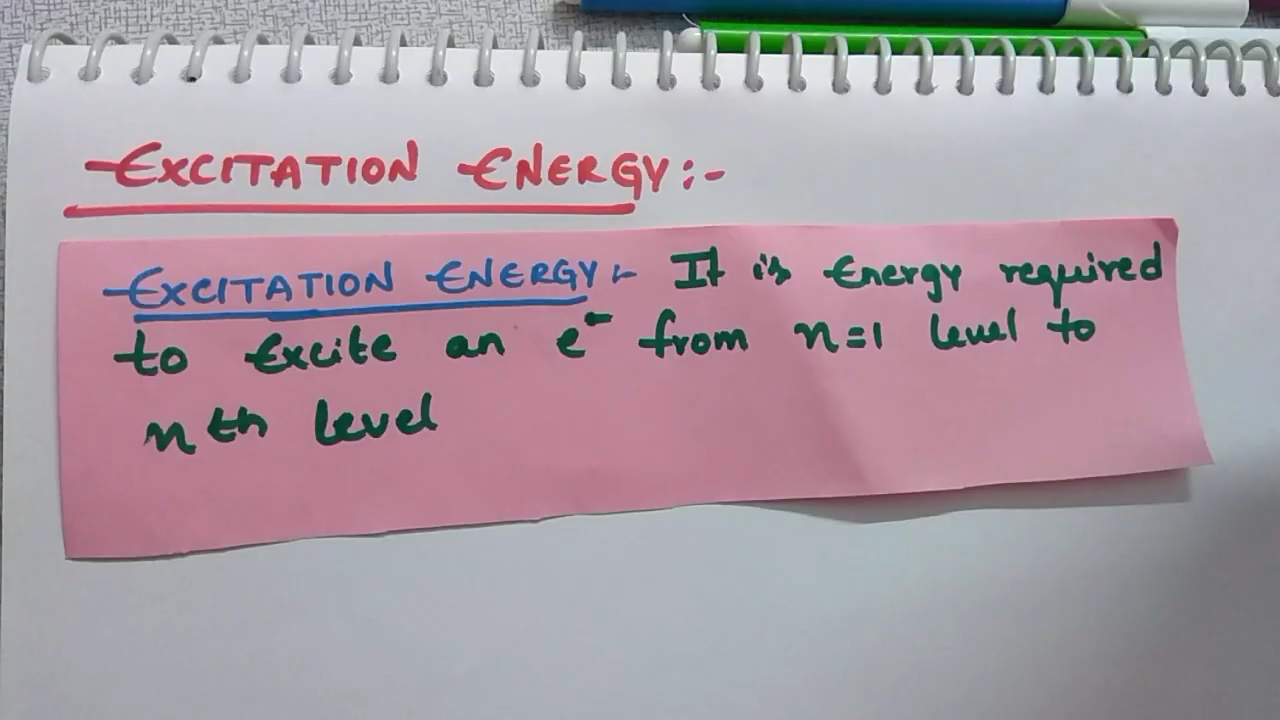 EXCITATION ENERGY:-
EXCITATION ENERGY:- It is Energy required
to Excite an e⁻ from n=1 level to
nth level